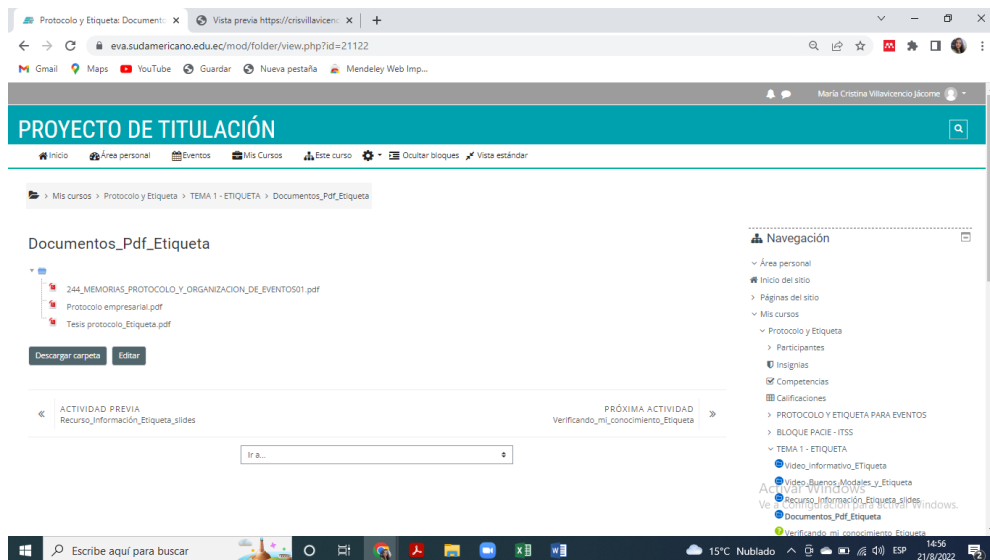 Protocolo y Etiqueta: Documento
Vista previa https://crisvillavicenc
eva.sudamericano.edu.ec/mod/folder/view.php?id=21122
Gmail Maps YouTube Guardar Nueva pestaña Mendeley Web Imp...
María Cristina Villavicencio Jácome
PROYECTO DE TITULACIÓN
Inicio Área personal Eventos Mis Cursos Este curso Ocultar bloques Vista estándar
> Mis cursos > Protocolo y Etiqueta > TEMA 1 - ETIQUETA > Documentos_Pdf_Etiqueta
Documentos_Pdf_Etiqueta
244_MEMORIAS_PROTOCOLO_Y_ORGANIZACION_DE_EVENTOS01.pdf
Protocolo empresarial.pdf
Tesis protocolo_Etiqueta.pdf
Descargar carpeta Editar
ACTIVIDAD PREVIA
Recurso_Información_Etiqueta_slides
PRÓXIMA ACTIVIDAD
Verificando_mi_conocimiento_Etiqueta
Ir a...
Navegación
Área personal
Inicio del sitio
Páginas del sitio
Mis cursos
Protocolo y Etiqueta
Participantes
Insignias
Competencias
Calificaciones
PROTOCOLO Y ETIQUETA PARA EVENTOS
BLOQUE PACIE - ITSS
TEMA 1 - ETIQUETA
Video_informativo_ETiqueta
Video_Buenos_Modales_y_Etiqueta
Recurso_Información_Etiqueta_slides
Documentos_Pdf_Etiqueta
Verificando_mi_conocimiento_Etiqueta
Activar Windows
Ve a Configuración para activar Windows.
Escribe aquí para buscar
15°C Nublado
ESP
14:56
21/8/2022